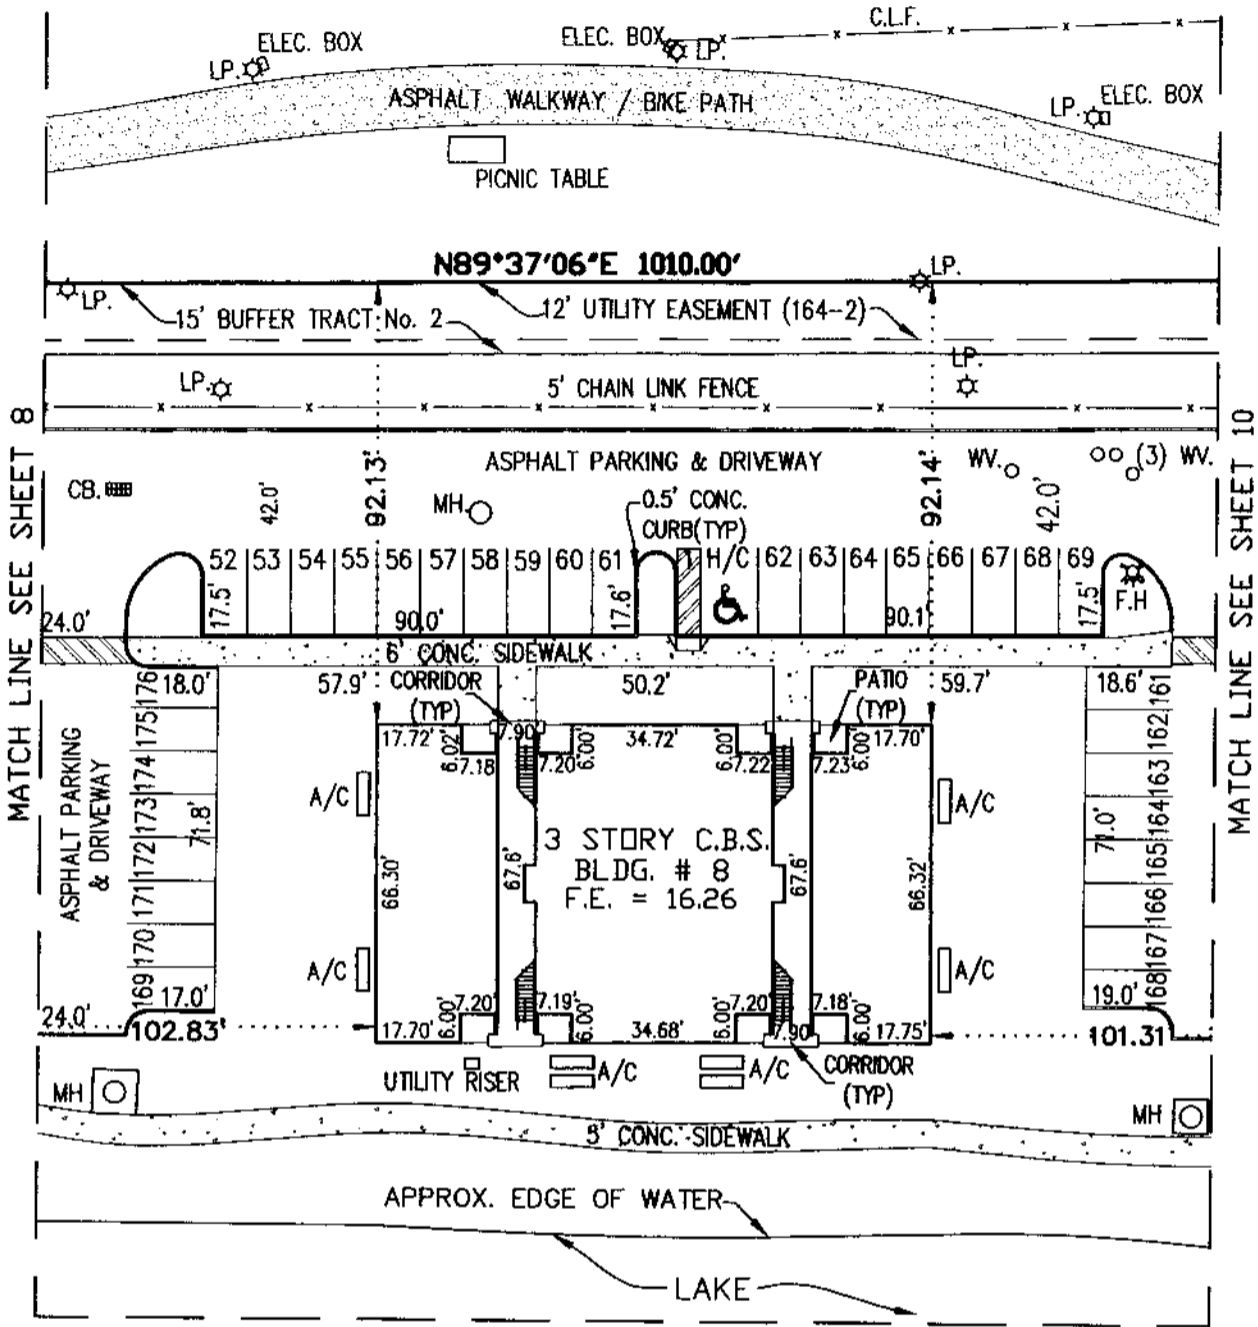 C.L.F.
ELEC. BOX
ELEC. BOX
LP.
LP.
ASPHALT WALKWAY / BIKE PATH
ELEC. BOX
LP.
PICNIC TABLE
N89°37'06"E 1010.00'
LP.
LP.
15' BUFFER TRACT No. 2
12' UTILITY EASEMENT (164-2)
LP.
LP.
5' CHAIN LINK FENCE
MATCH LINE SEE SHEET 8
MATCH LINE SEE SHEET 10
ASPHALT PARKING & DRIVEWAY
WV.
(3) WV.
CB.
42.0'
92.13'
MH.
0.5' CONC.
CURB(TYP)
92.14'
42.0'
52 53 54 55 56 57 58 59 60 61
1 H/C 62 63 64 65 66 67 68 69
F.H
24.0'
17.5'
90.0'
17.6'
90.1'
17.5'
6' CONC. SIDEWALK
18.0'
57.9'
CORRIDOR
(TYP)
50.2'
PATIO
(TYP)
59.7'
18.6'
17.72'
6.02'
7.18
7.90'
7.20'
6.00'
34.72'
6.00'
7.22'
7.23'
6.00'
17.70'
176
175
174
173
172
171
170
169
161
162
163
164
165
166
167
168
ASPHALT PARKING
& DRIVEWAY
71.8'
71.0'
A/C
A/C
3 STORY C.B.S.
BLDG. # 8
F.E. = 16.26
66.30'
67.6'
67.6'
66.32'
A/C
A/C
17.0'
19.0'
24.0'
102.83'
17.70'
6.00'
7.20'
7.19'
6.00'
34.68'
6.00'
7.20'
7.90'
7.18'
6.00'
17.75'
101.31
UTILITY RISER
A/C
A/C
CORRIDOR
(TYP)
MH
MH
5' CONC. SIDEWALK
APPROX. EDGE OF WATER
LAKE